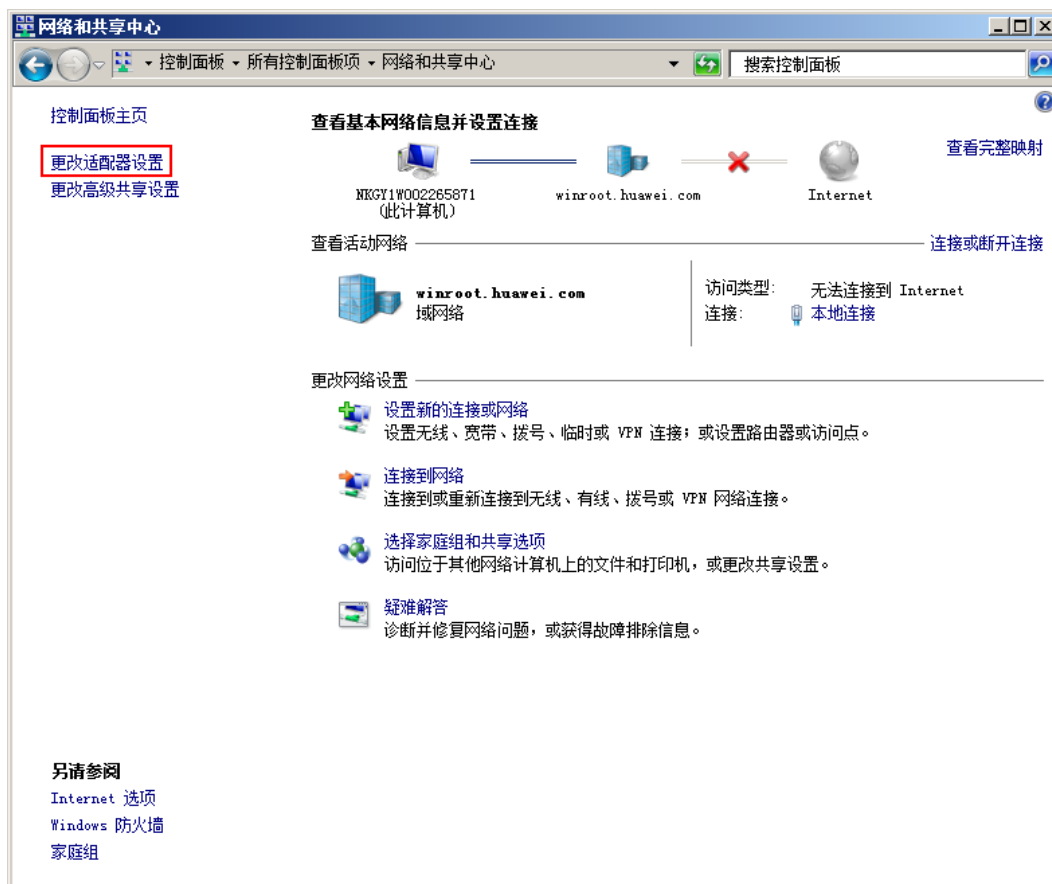 网络和共享中心
控制面板 所有控制面板项 网络和共享中心
搜索控制面板
控制面板主页
更改适配器设置
更改高级共享设置
查看基本网络信息并设置连接
查看完整映射
NKGY1W002265871
(此计算机)
winroot.huawei.com
Internet
查看活动网络
连接或断开连接
winroot.huawei.com
域网络
访问类型: 无法连接到 Internet
连接: 本地连接
更改网络设置
设置新的连接或网络
设置无线、宽带、拨号、临时或 VPN 连接；或设置路由器或访问点。
连接到网络
连接到或重新连接到无线、有线、拨号或 VPN 网络连接。
选择家庭组和共享选项
访问位于其他网络计算机上的文件和打印机，或更改共享设置。
疑难解答
诊断并修复网络问题，或获得故障排除信息。
另请参阅
Internet 选项
Windows 防火墙
家庭组